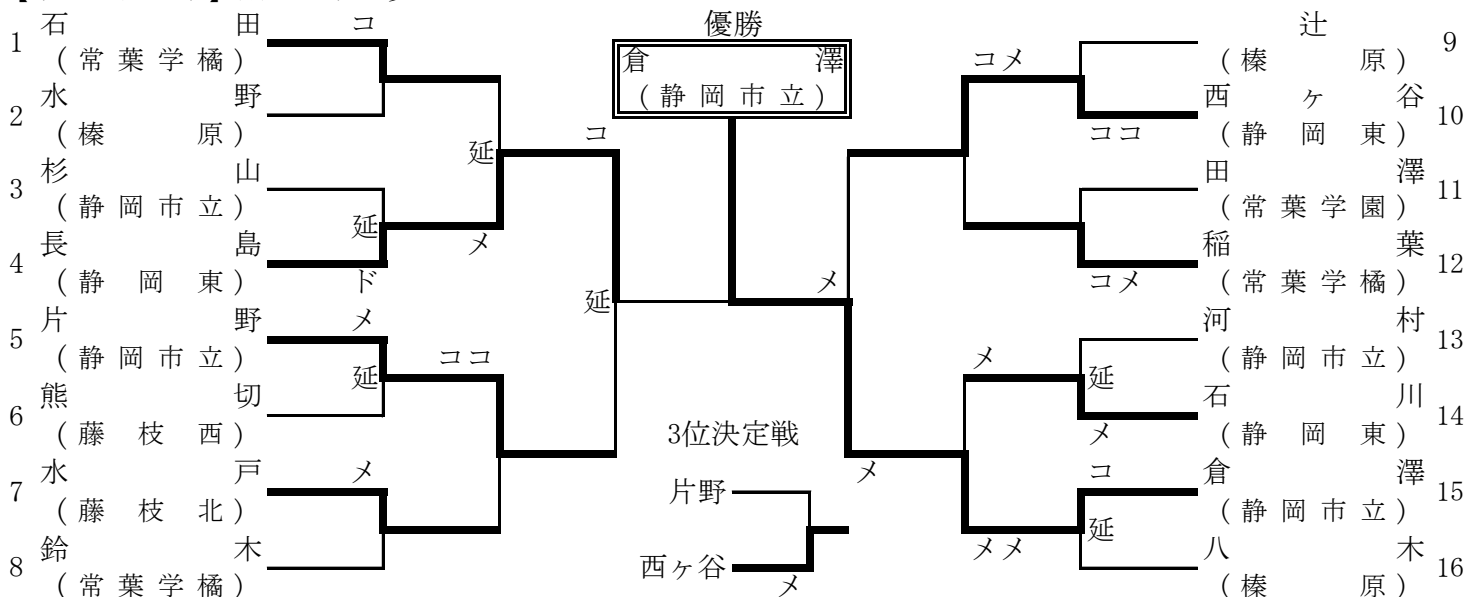 石田
1
(常葉学橘)
コ
水野
2
(榛原)
杉山
3
(静岡市立)
延
長島
4
(静岡東)
ド
延
メ
片野
5
(静岡市立)
メ
延
熊切
6
(藤枝西)
ココ
水戸
7
(藤枝北)
メ
鈴木
8
(常葉学橘)
コ
延
優勝
倉澤
(静岡市立)
メ
3位決定戦
片野
西ヶ谷
メ
辻
9
(榛原)
コメ
西ヶ谷
10
(静岡東)
ココ
田澤
11
(常葉学園)
稲葉
12
(常葉学橘)
コメ
河村
13
(静岡市立)
メ
延
石川
14
(静岡東)
メ
メ
コ
倉澤
15
(静岡市立)
延
メメ
八木
16
(榛原)